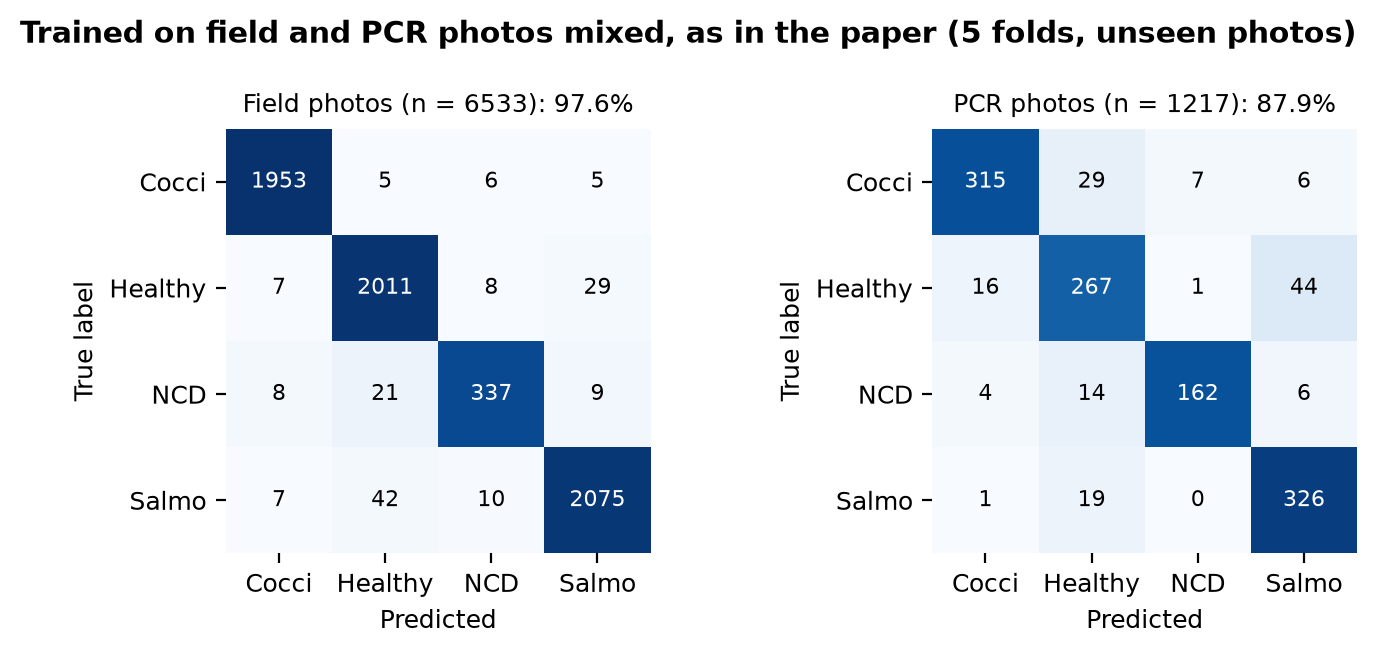 Trained on field and PCR photos mixed, as in the paper (5 folds, unseen photos)
Field photos (n = 6533): 97.6%
True label
Cocci 1953 5 6 5
Healthy 7 2011 8 29
NCD 8 21 337 9
Salmo 7 42 10 2075
Cocci Healthy NCD Salmo
Predicted
PCR photos (n = 1217): 87.9%
True label
Cocci 315 29 7 6
Healthy 16 267 1 44
NCD 4 14 162 6
Salmo 1 19 0 326
Cocci Healthy NCD Salmo
Predicted